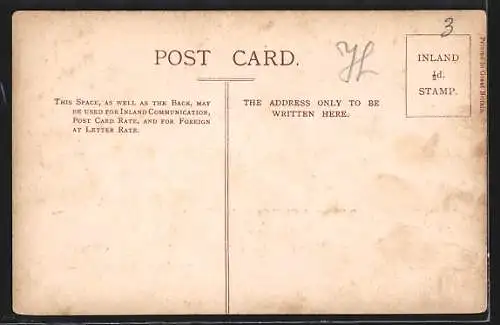 3
POST CARD.
INLAND
½d.
STAMP.
Printed in Great Britain.
THIS SPACE, AS WELL AS THE BACK, MAY
BE USED FOR INLAND COMMUNICATION,
POST CARD RATE, AND FOR FOREIGN
AT LETTER RATE.
THE ADDRESS ONLY TO BE
WRITTEN HERE.